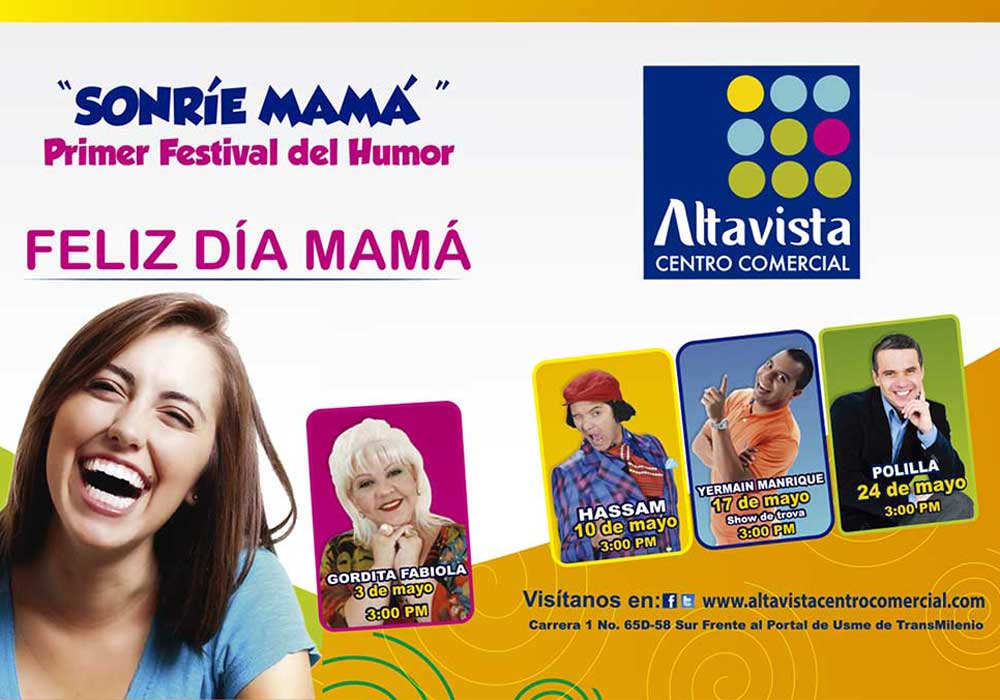 "SONRÍE MAMÁ"
Primer Festival del Humor
FELIZ DÍA MAMÁ
Altavista
CENTRO COMERCIAL
GORDITA FABIOLA
3 de mayo
3:00 PM
HASSAM
10 de mayo
3:00 PM
YERMAIN MANRIQUE
17 de mayo
Show de trova
3:00 PM
POLILLA
24 de mayo
3:00 PM
Visítanos en: f t www.altavistacentrocomercial.com
Carrera 1 No. 65D-58 Sur Frente al Portal de Usme de TransMilenio